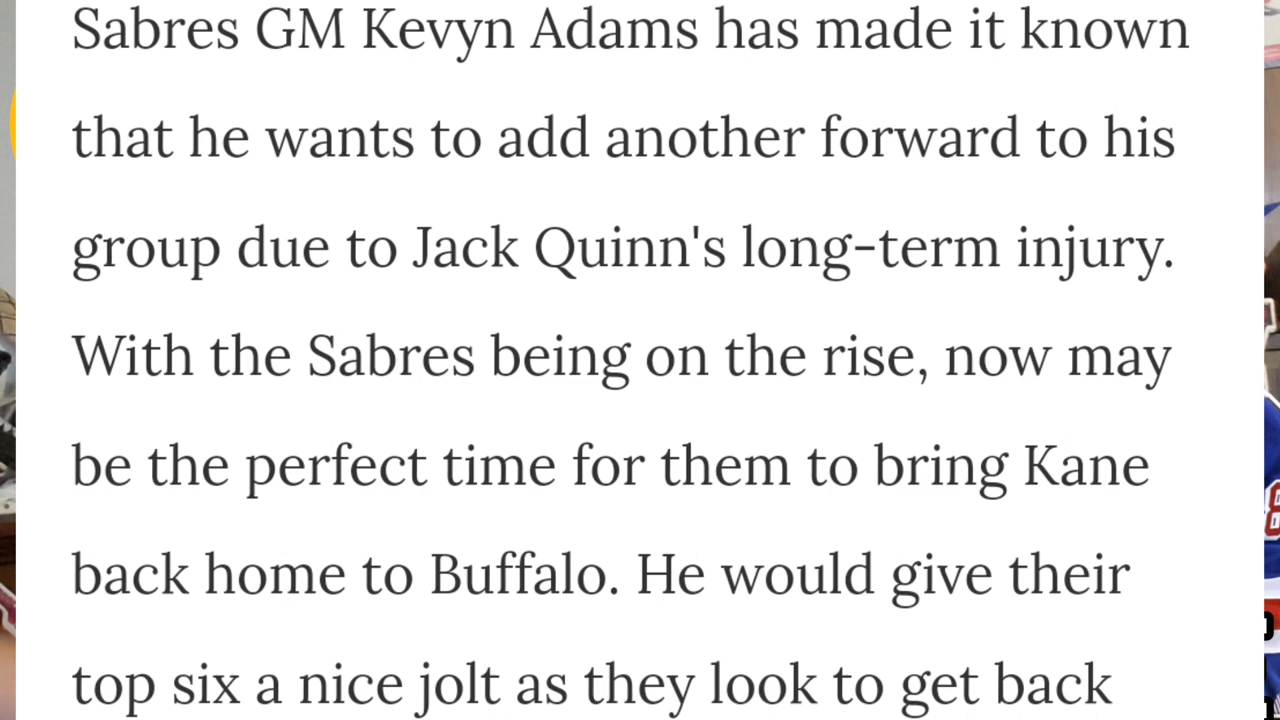 Sabres GM Kevyn Adams has made it known
that he wants to add another forward to his
group due to Jack Quinn's long-term injury.
With the Sabres being on the rise, now may
be the perfect time for them to bring Kane
back home to Buffalo. He would give their
top six a nice jolt as they look to get back